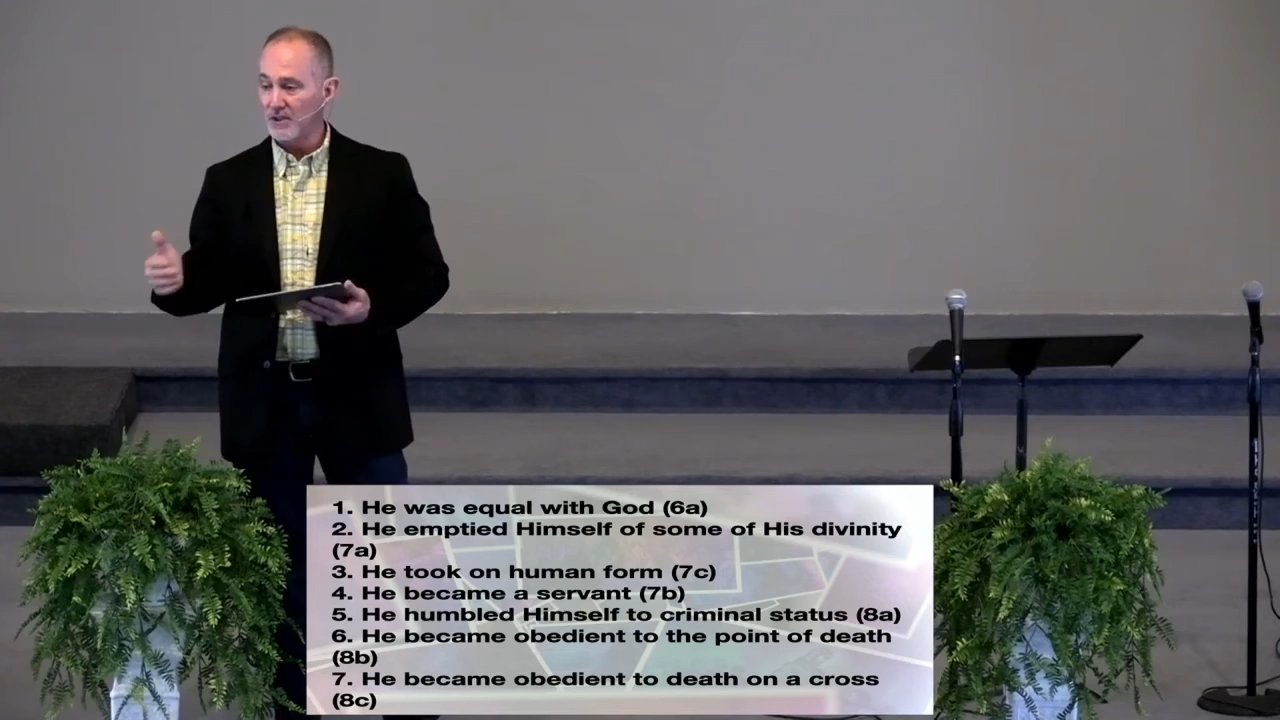 1. He was equal with God (6a)
2. He emptied Himself of some of His divinity
(7a)
3. He took on human form (7c)
4. He became a servant (7b)
5. He humbled Himself to criminal status (8a)
6. He became obedient to the point of death
(8b)
7. He became obedient to death on a cross
(8c)